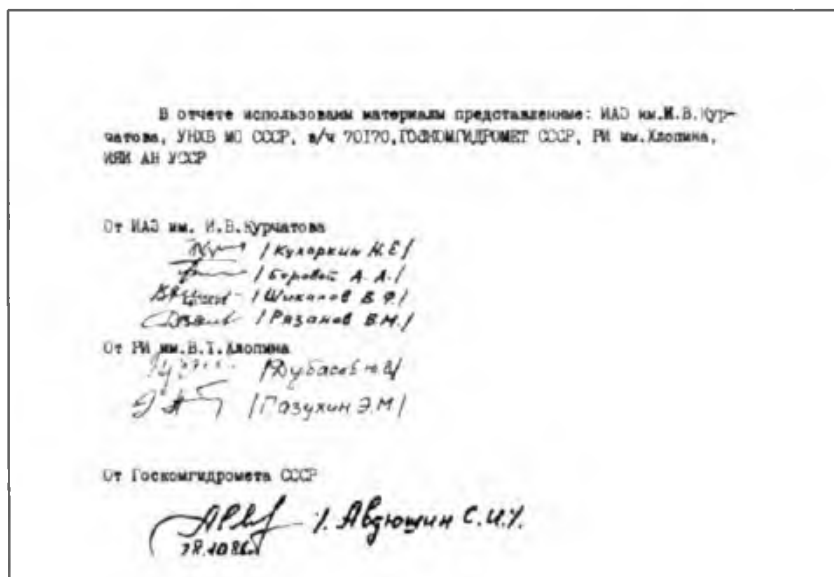 В отчете использованы материалы представленные: ИАЭ им.И.В.Кур-
чатова, УНХВ МО СССР, в/ч 70170, ГОСКОМГИДРОМЕТ СССР, РИ им.Хлопина,
ИЯИ АН УССР
От ИАЭ им. И.В.Курчатова
/Кухаркин Н.Е/
/Боровой А.А./
/Шикалов В.Ф./
/Рязанов В.М./
От РИ им.В.Г.Хлопина
/Дубасов Ю.В/
/Пазухин Э.М/
От Госкомгидромета СССР
/. Авдюшин С.И./.
28.10.86г